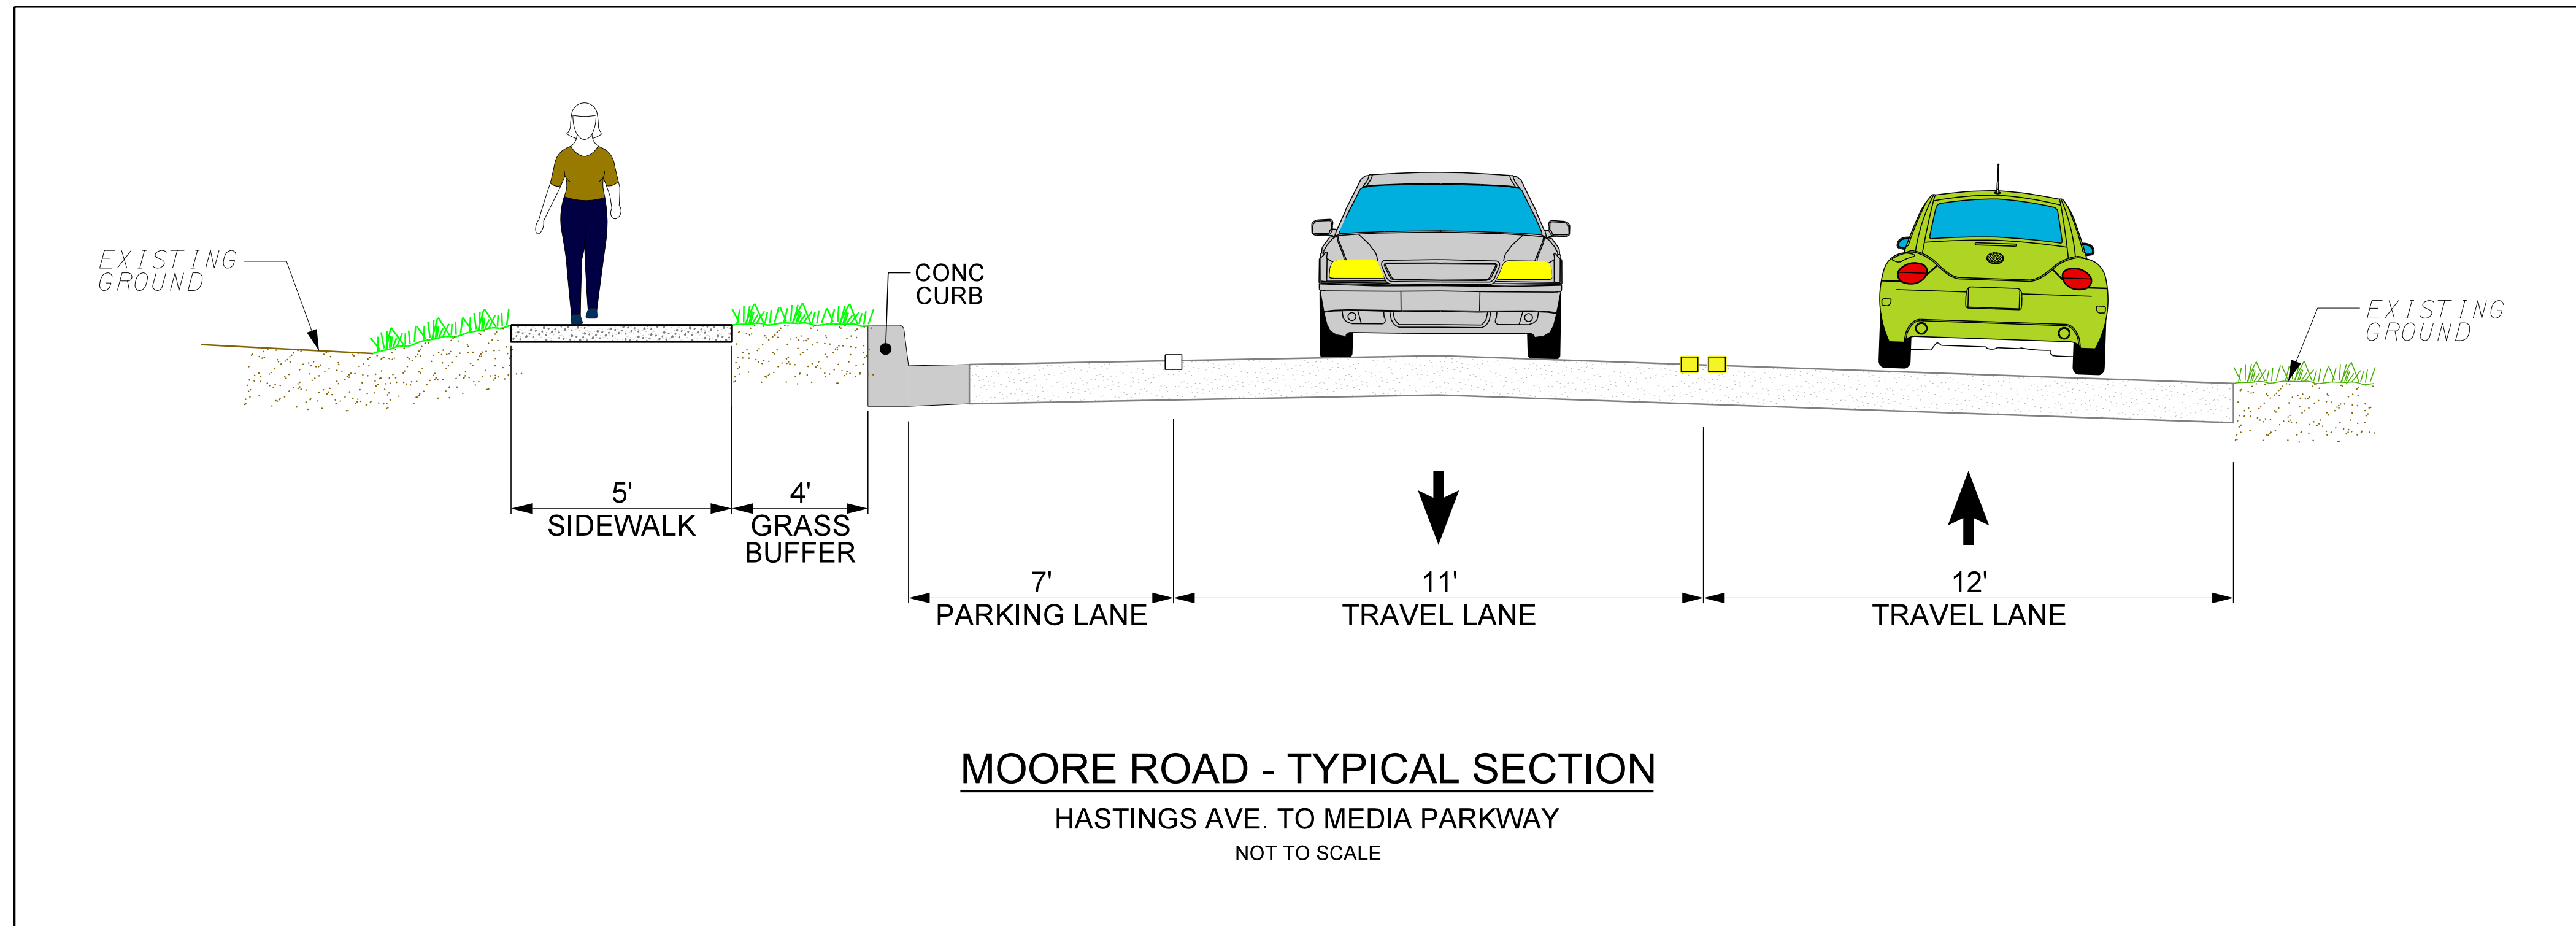 EXISTING
GROUND
CONC
CURB
EXISTING
GROUND
5'
SIDEWALK
4'
GRASS
BUFFER
7'
PARKING LANE
11'
TRAVEL LANE
12'
TRAVEL LANE
MOORE ROAD - TYPICAL SECTION
HASTINGS AVE. TO MEDIA PARKWAY
NOT TO SCALE